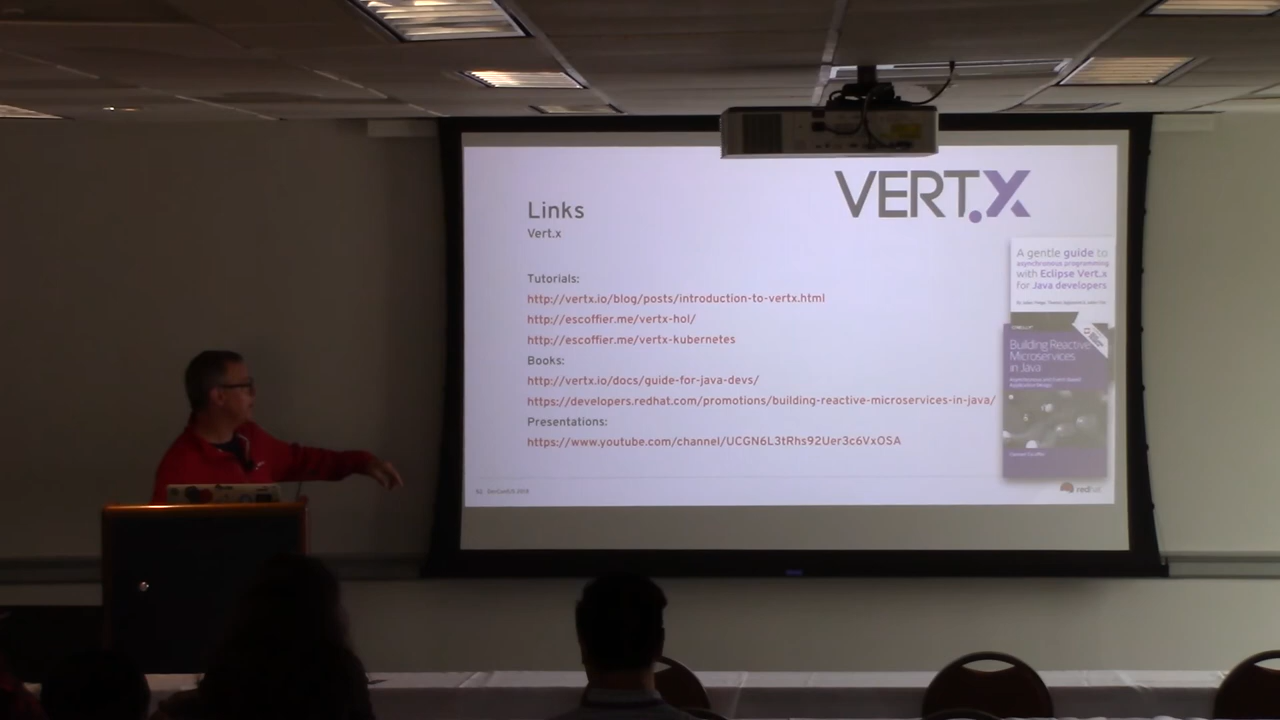 VERT.X
Links
Vert.x
Tutorials:
http://vertx.io/blog/posts/introduction-to-vertx.html
http://escoffier.me/vertx-hol/
http://escoffier.me/vertx-kubernetes
Books:
http://vertx.io/docs/guide-for-java-devs/
https://developers.redhat.com/promotions/building-reactive-microservices-in-java/
Presentations:
https://www.youtube.com/channel/UCGN6L3tRhs92Uer3c6VxOSA
A gentle guide to
asynchronous programming
with Eclipse Vert.x
for Java developers
Building Reactive
Microservices
in Java
DevConf.US 2018
redhat